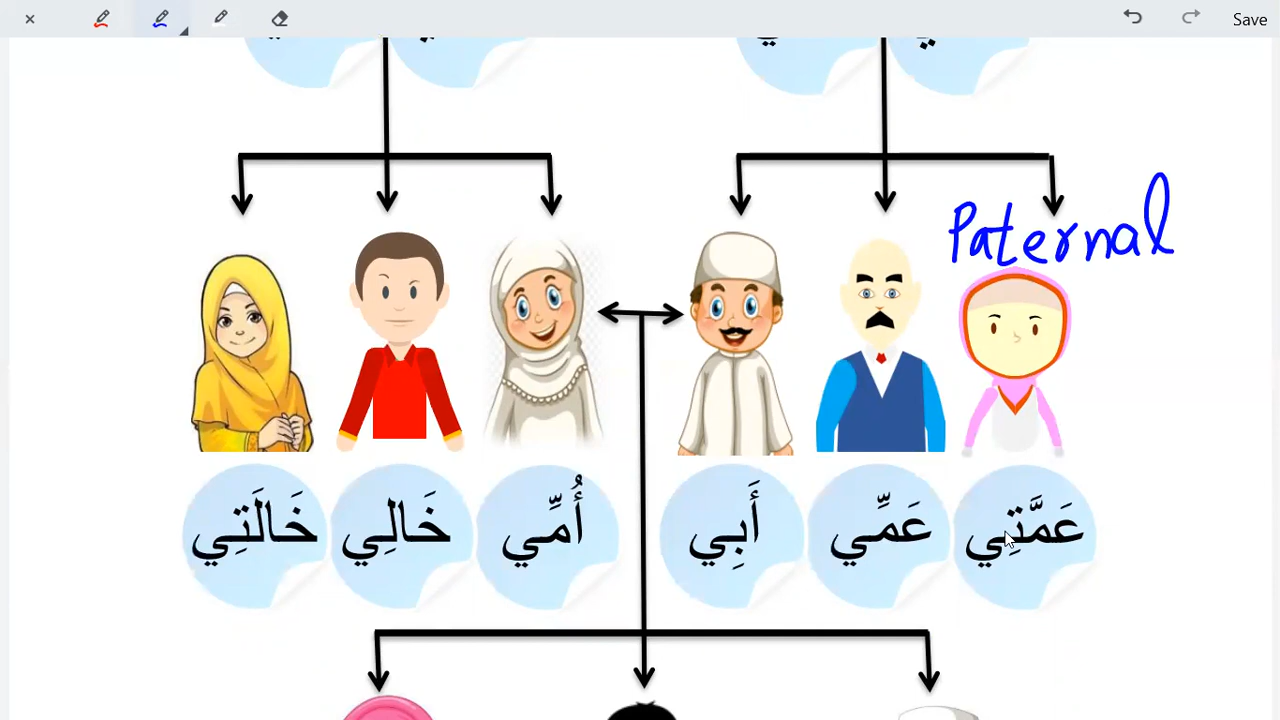 Save
Paternal
عَمَّتِي
عَمِّي
أَبِي
أُمِّي
خَالِي
خَالَتِي